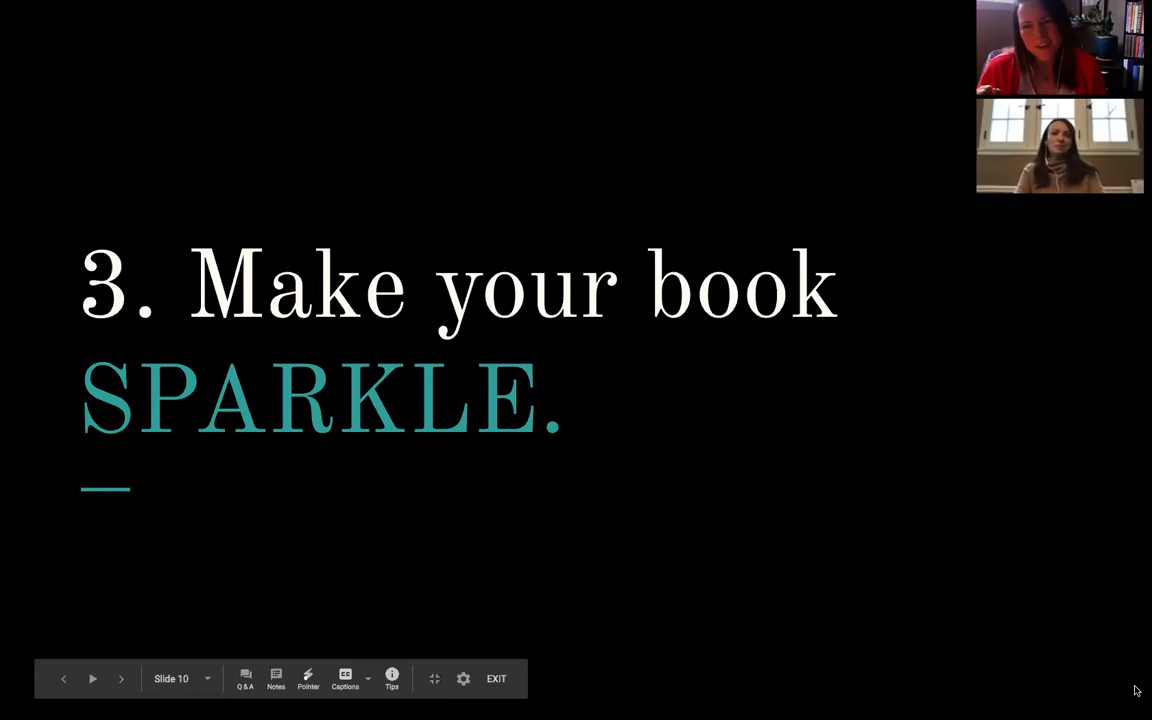 3. Make your book
SPARKLE.
Slide 10
Q & A
Notes
Pointer
Captions
Tips
EXIT